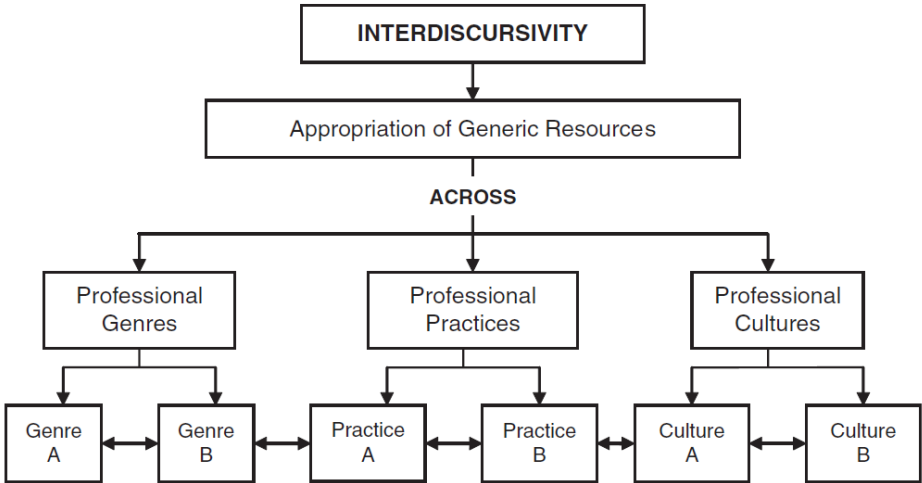 INTERDISCURSIVITY
Appropriation of Generic Resources
ACROSS
Professional
Genres
Professional
Practices
Professional
Cultures
Genre
A
Genre
B
Practice
A
Practice
B
Culture
A
Culture
B